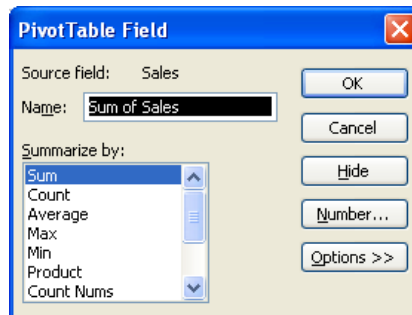 PivotTable Field
Source field: Sales
Name: Sum of Sales
Summarize by:
Sum
Count
Average
Max
Min
Product
Count Nums
OK
Cancel
Hide
Number...
Options >>